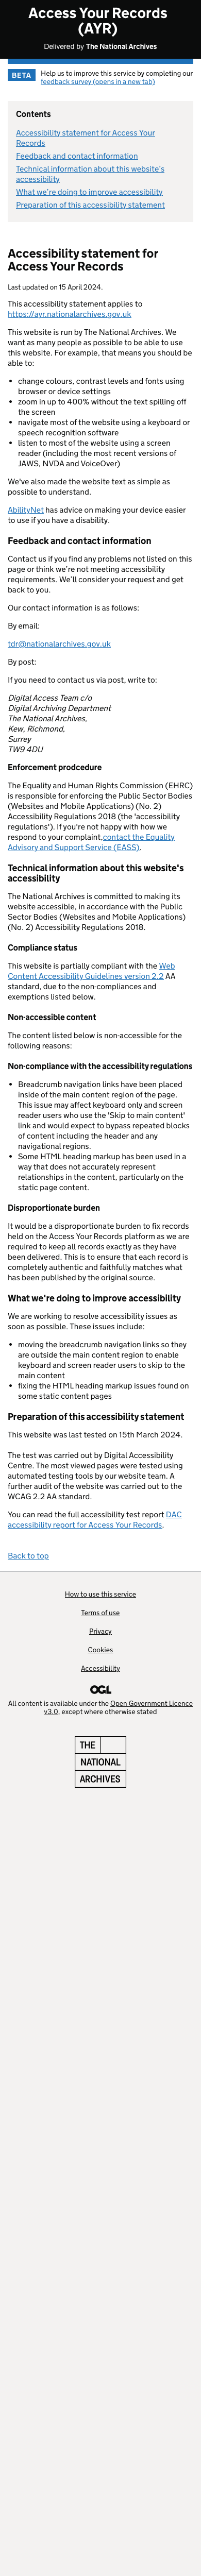 Access Your Records
(AYR)
Delivered by The National Archives
BETA
Help us to improve this service by completing our
feedback survey (opens in a new tab)
Contents
Accessibility statement for Access Your
Records
Feedback and contact information
Technical information about this website's
accessibility
What we're doing to improve accessibility
Preparation of this accessibility statement
Accessibility statement for
Access Your Records
Last updated on 15 April 2024.
This accessibility statement applies to
https://ayr.nationalarchives.gov.uk
This website is run by The National Archives. We
want as many people as possible to be able to use
this website. For example, that means you should be
able to:
• change colours, contrast levels and fonts using
browser or device settings
• zoom in up to 400% without the text spilling off
the screen
• navigate most of the website using a keyboard or
speech recognition software
• listen to most of the website using a screen
reader (including the most recent versions of
JAWS, NVDA and VoiceOver)
We've also made the website text as simple as
possible to understand.
AbilityNet has advice on making your device easier
to use if you have a disability.
Feedback and contact information
Contact us if you find any problems not listed on this
page or think we're not meeting accessibility
requirements. We'll consider your request and get
back to you.
Our contact information is as follows:
By email:
tdr@nationalarchives.gov.uk
By post:
If you need to contact us via post, write to:
Digital Access Team c/o
Digital Archiving Department
The National Archives,
Kew, Richmond,
Surrey
TW9 4DU
Enforcement prodcedure
The Equality and Human Rights Commission (EHRC)
is responsible for enforcing the Public Sector Bodies
(Websites and Mobile Applications) (No. 2)
Accessibility Regulations 2018 (the 'accessibility
regulations'). If you're not happy with how we
respond to your complaint,contact the Equality
Advisory and Support Service (EASS).
Technical information about this website's
accessibility
The National Archives is committed to making its
website accessible, in accordance with the Public
Sector Bodies (Websites and Mobile Applications)
(No. 2) Accessibility Regulations 2018.
Compliance status
This website is partially compliant with the Web
Content Accessibility Guidelines version 2.2 AA
standard, due to the non-compliances and
exemptions listed below.
Non-accessible content
The content listed below is non-accessible for the
following reasons:
Non-compliance with the accessibility regulations
• Breadcrumb navigation links have been placed
inside of the main content region of the page.
This issue may affect keyboard only and screen
reader users who use the 'Skip to main content'
link and would expect to bypass repeated blocks
of content including the header and any
navigational regions.
• Some HTML heading markup has been used in a
way that does not accurately represent
relationships in the content, particularly on the
static page content.
Disproportionate burden
It would be a disproportionate burden to fix records
held on the Access Your Records platform as we are
required to keep all records exactly as they have
been delivered. This is to ensure that each record is
completely authentic and faithfully matches what
has been published by the original source.
What we're doing to improve accessibility
We are working to resolve accessibility issues as
soon as possible. These issues include:
• moving the breadcrumb navigation links so they
are outside the main content region to enable
keyboard and screen reader users to skip to the
main content
• fixing the HTML heading markup issues found on
some static content pages
Preparation of this accessibility statement
This website was last tested on 15th March 2024.
The test was carried out by Digital Accessibility
Centre. The most viewed pages were tested using
automated testing tools by our website team. A
further audit of the website was carried out to the
WCAG 2.2 AA standard.
You can read the full accessibility test report DAC
accessibility report for Access Your Records.
Back to top
How to use this service
Terms of use
Privacy
Cookies
Accessibility
OGL
All content is available under the Open Government Licence
v3.0, except where otherwise stated
THE
NATIONAL
ARCHIVES